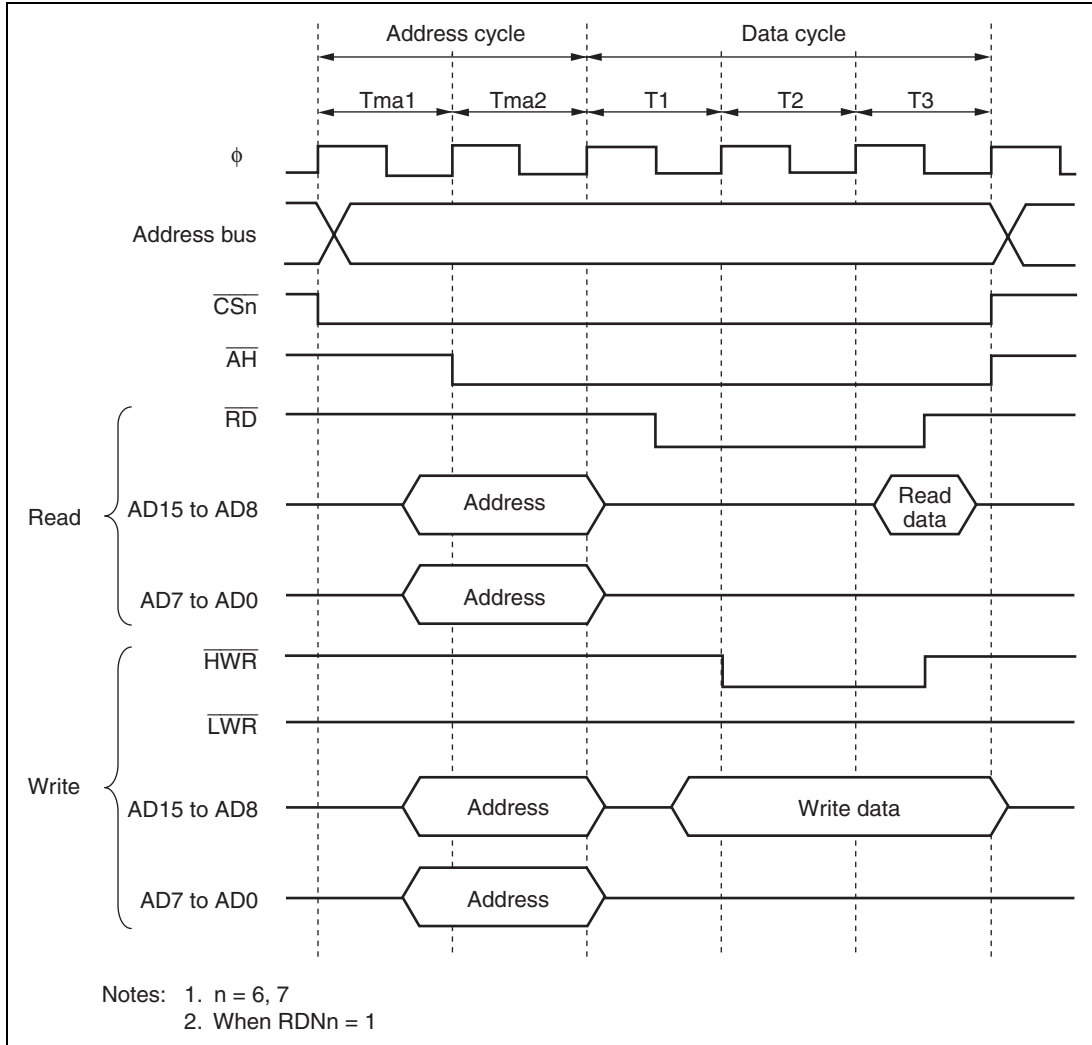 Address cycle Data cycle
Tma1 Tma2 T1 T2 T3
ϕ
Address bus
CSn
AH
RD
Read
AD15 to AD8 Address Read data
AD7 to AD0 Address
HWR
LWR
Write
AD15 to AD8 Address Write data
AD7 to AD0 Address
Notes: 1. n = 6, 7
2. When RDNn = 1